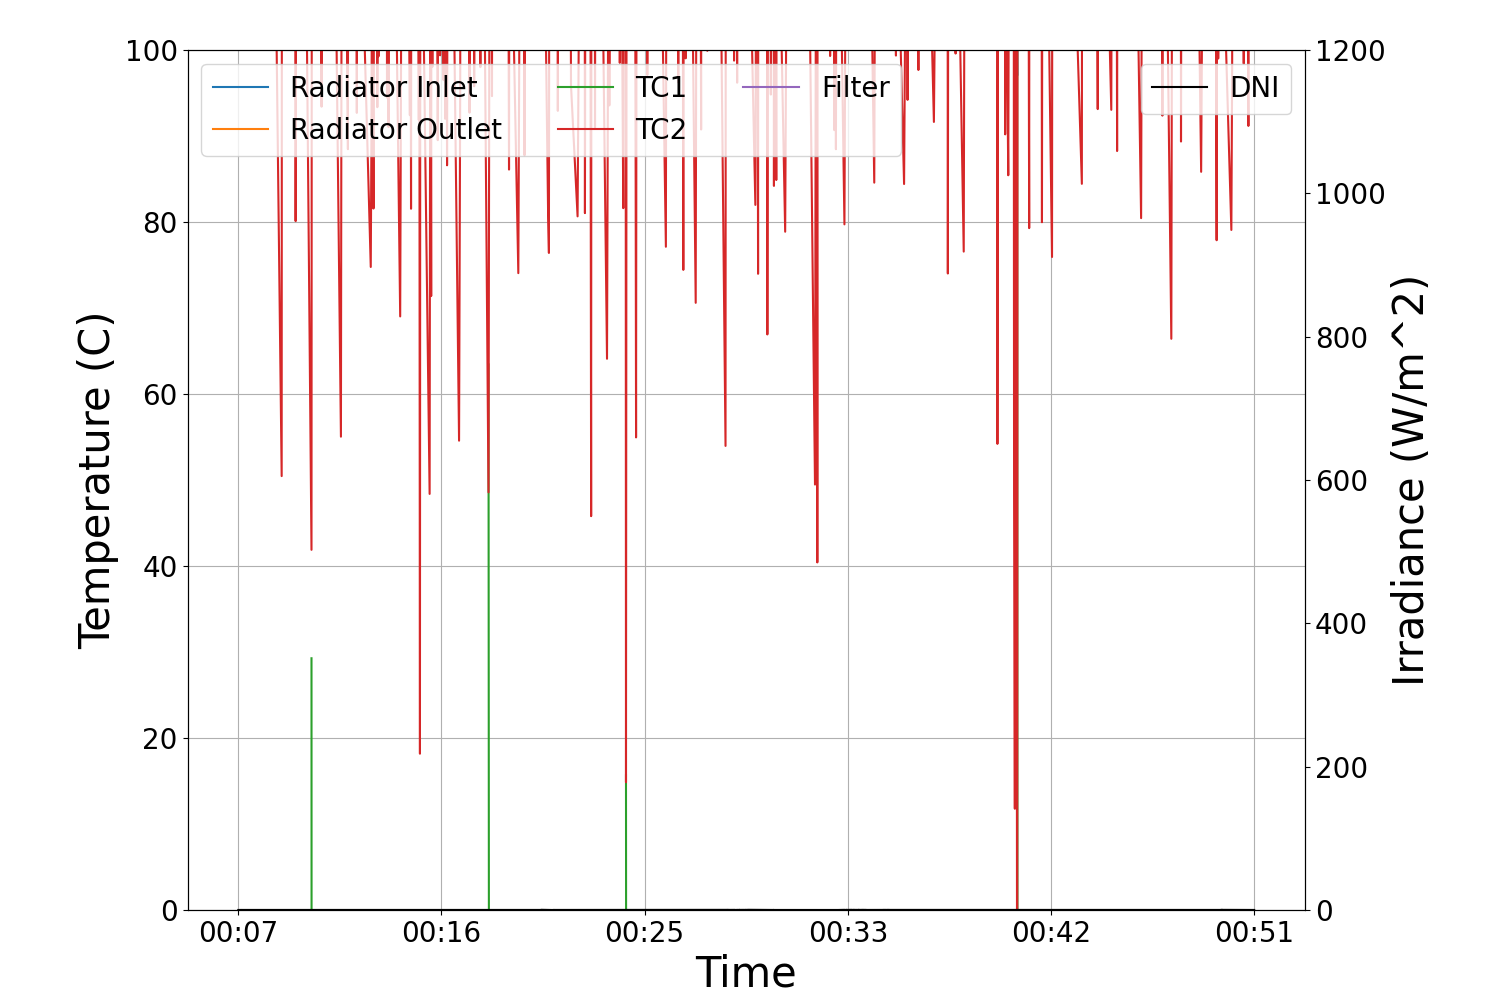 Radiator Inlet
Radiator Outlet
TC1
TC2
Filter
DNI
Temperature (C)
100
80
60
40
20
0
1200
1000
800
600
400
200
0
Irradiance (W/m^2)
00:07 00:16 00:25 00:33 00:42 00:51
Time